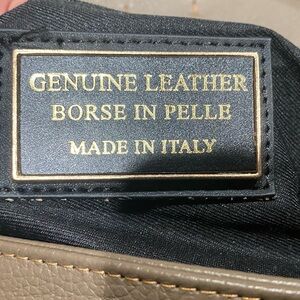 GENUINE LEATHER
BORSE IN PELLE
MADE IN ITALY